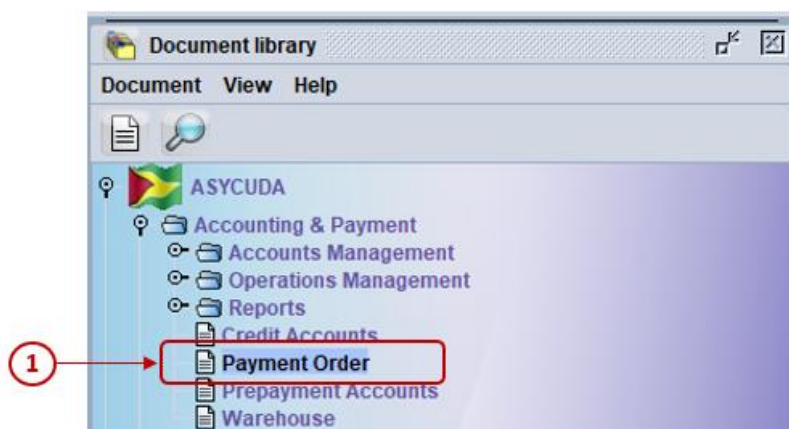 Document library
Document View Help
ASYCUDA
Accounting & Payment
Accounts Management
Operations Management
Reports
Credit Accounts
1
Payment Order
Prepayment Accounts
Warehouse